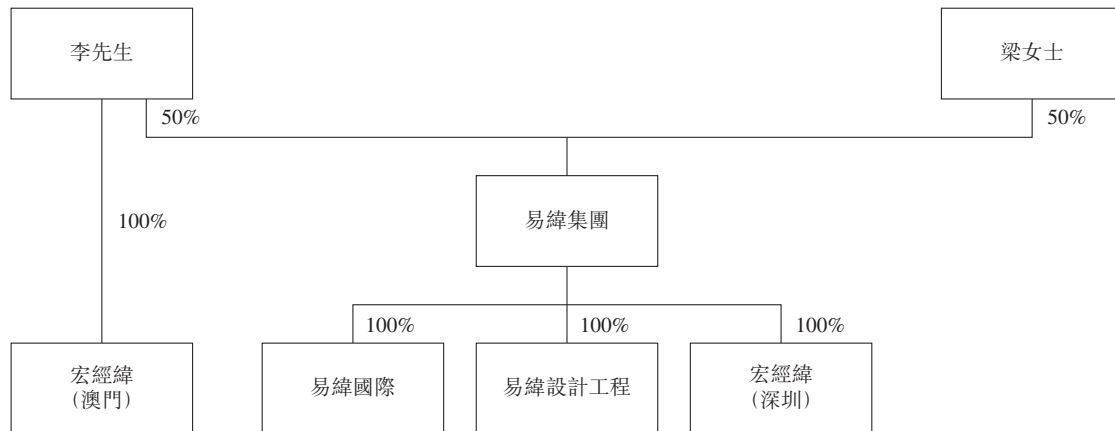 李先生
梁女士
50%
50%
100%
易緯集團
100%
100%
100%
宏經緯
(澳門)
易緯國際
易緯設計工程
宏經緯
(深圳)